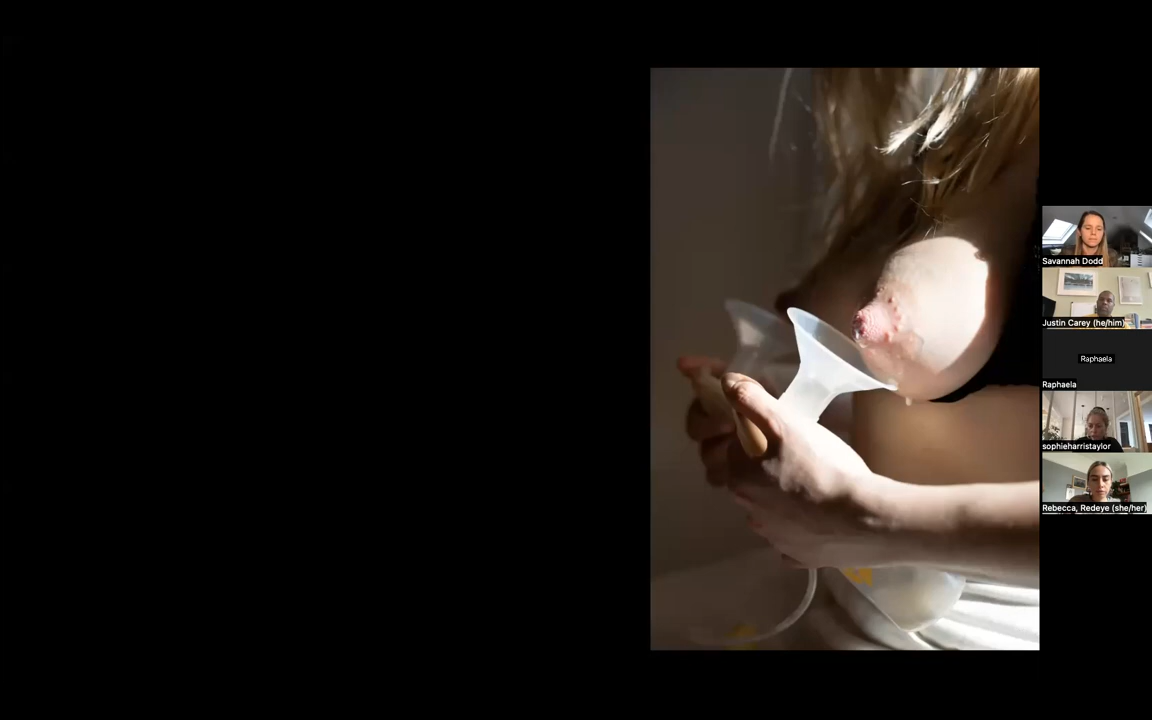 Savannah Dodd
Justin Carey (he/him)
Raphaela
Raphaela
sophieharristaylor
Rebecca, Redeye (she/her)